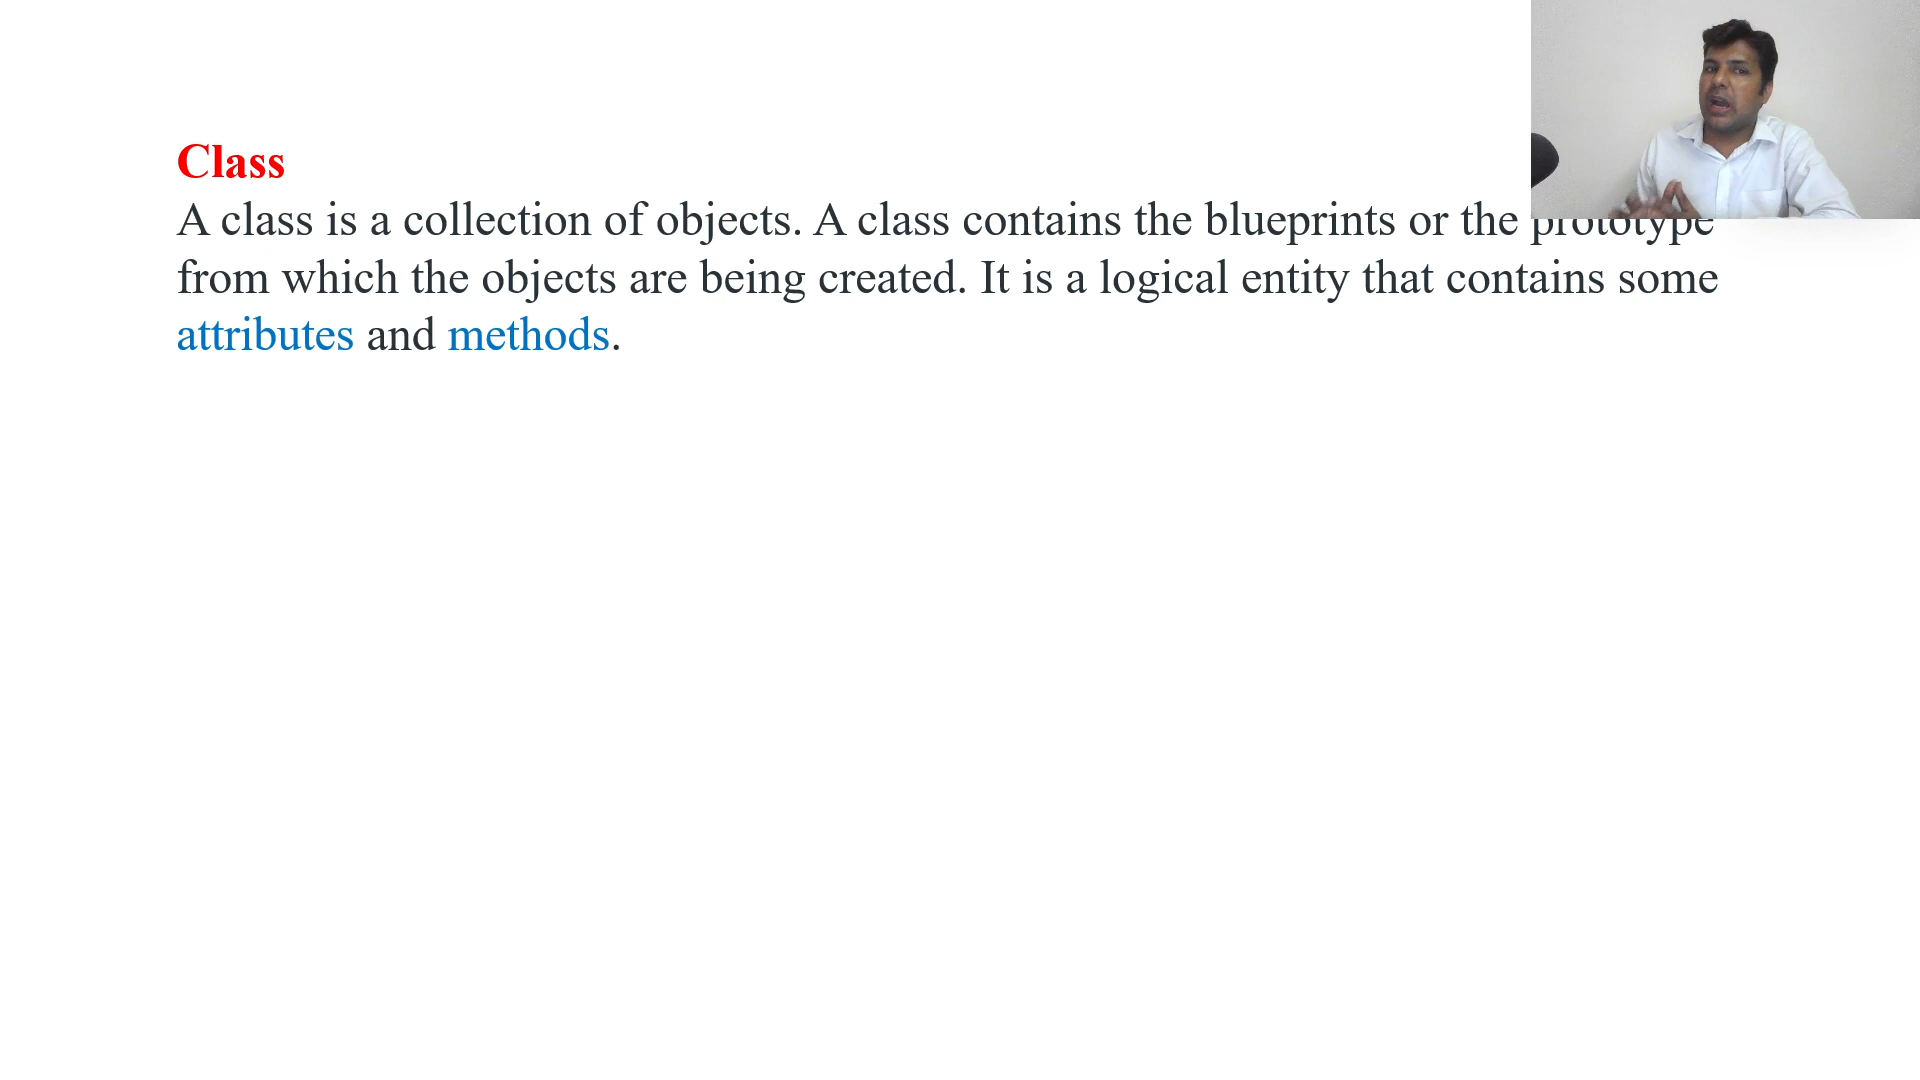 Class
A class is a collection of objects. A class contains the blueprints or the prototype
from which the objects are being created. It is a logical entity that contains some
attributes and methods.